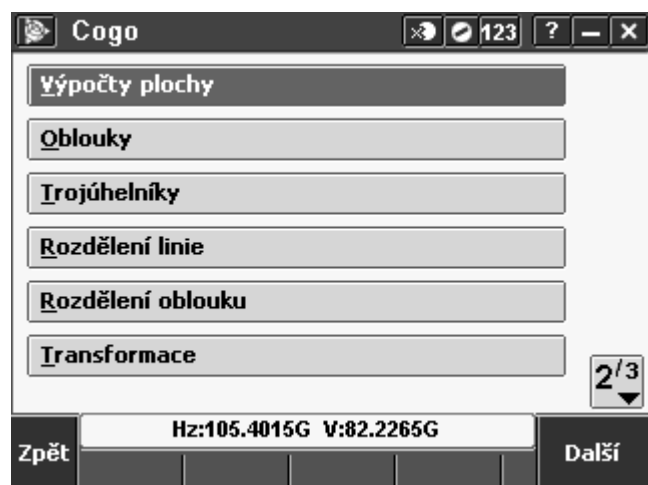 Cogo 123 ? – ×
Výpočty plochy
Oblouky
Trojúhelníky
Rozdělení linie
Rozdělení oblouku
Transformace
2/3
Hz:105.4015G V:82.2265G
Zpět Další